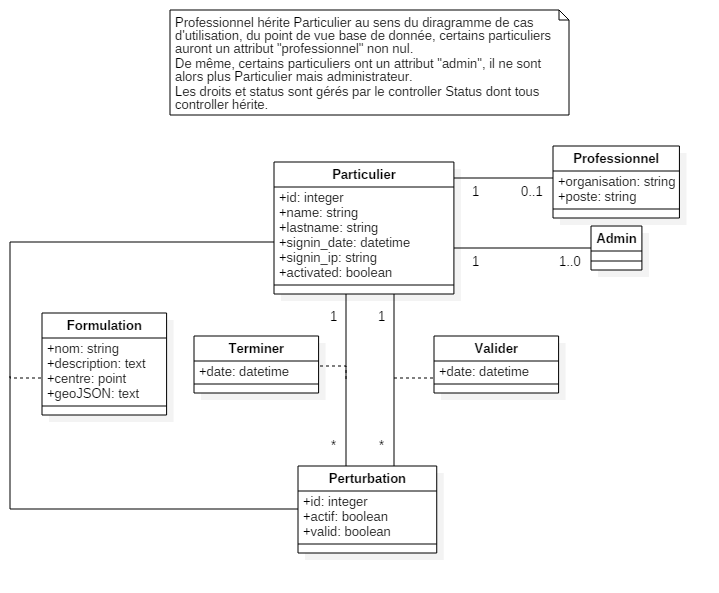 Professionnel hérite Particulier au sens du diragramme de cas
d'utilisation, du point de vue base de donnée, certains particuliers
auront un attribut "professionnel" non nul.
De même, certains particuliers ont un attribut "admin", il ne sont
alors plus Particulier mais administrateur.
Les droits et status sont gérés par le controller Status dont tous
controller hérite.
Particulier
+id: integer
+name: string
+lastname: string
+signin_date: datetime
+signin_ip: string
+activated: boolean
1
0..1
Professionnel
+organisation: string
+poste: string
1
1..0
Admin
Formulation
+nom: string
+description: text
+centre: point
+geoJSON: text
1
1
Terminer
+date: datetime
Valider
+date: datetime
*
*
Perturbation
+id: integer
+actif: boolean
+valid: boolean